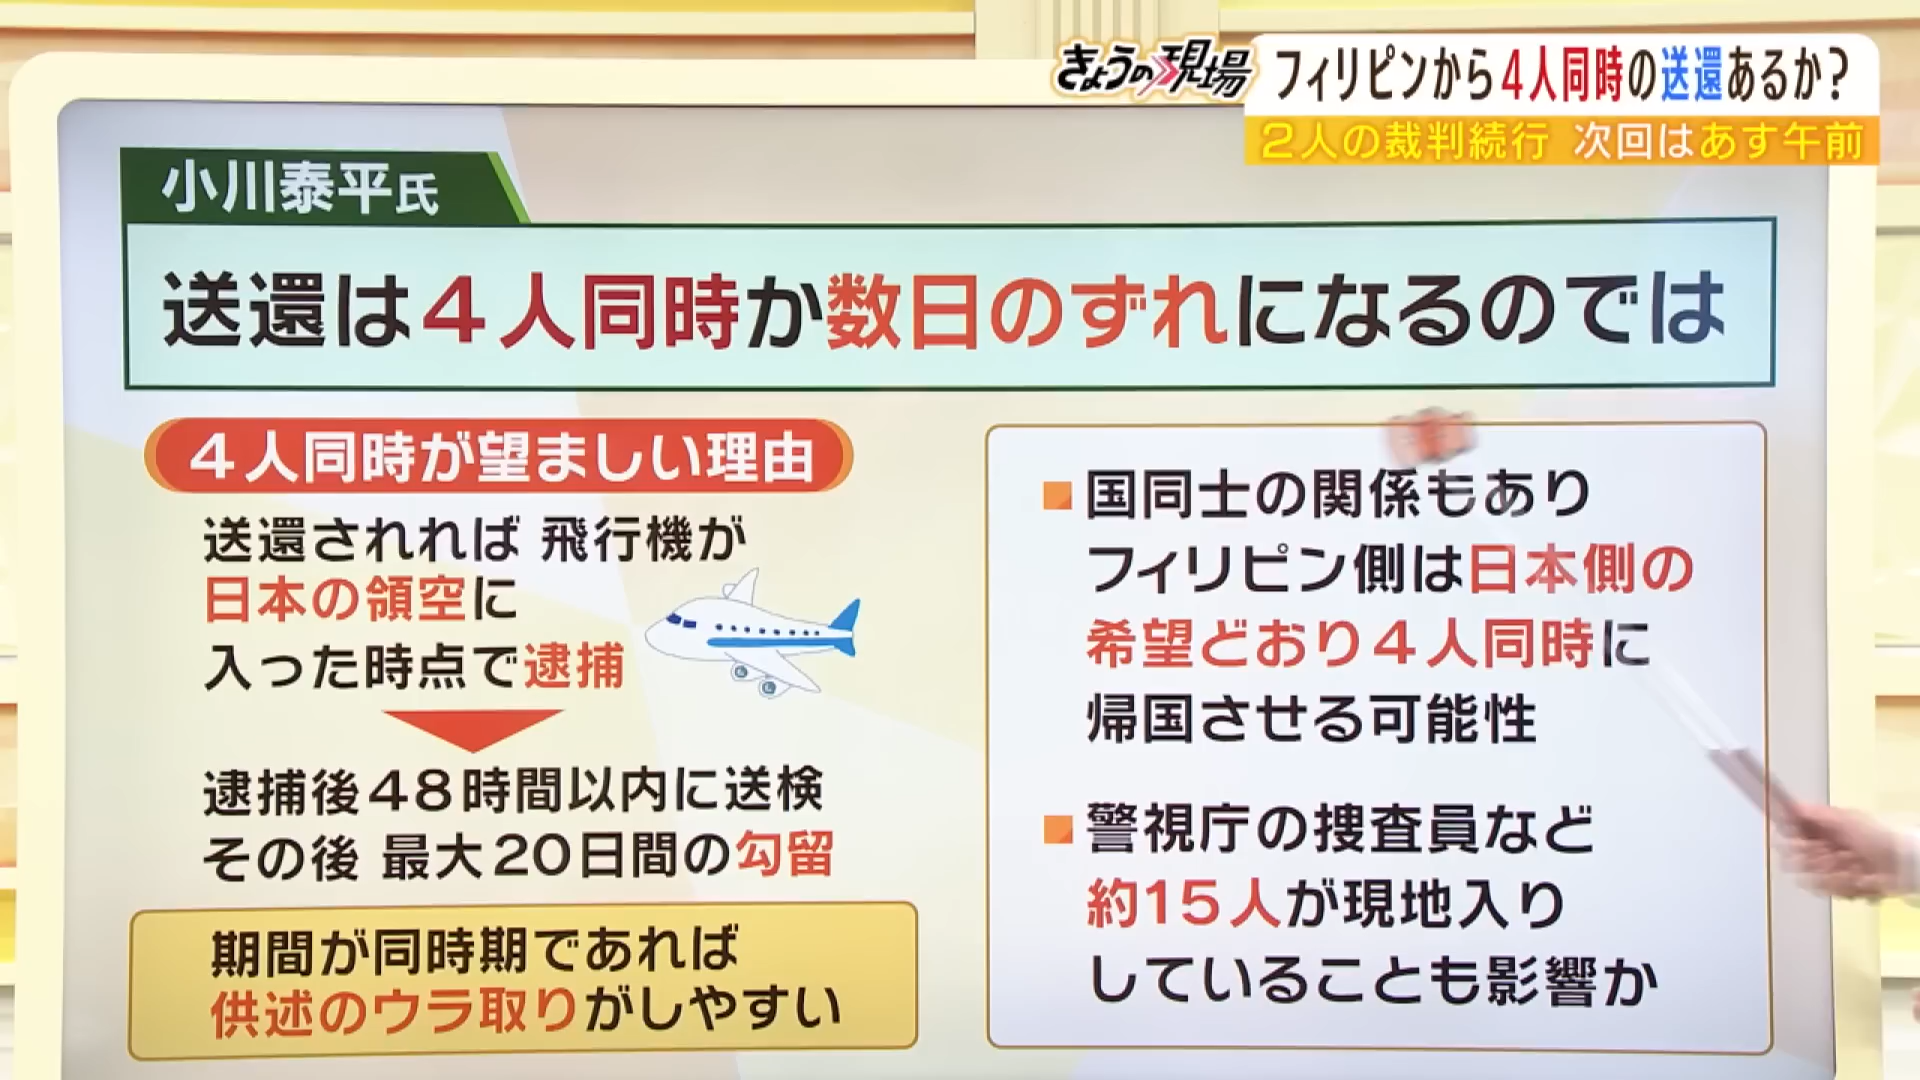 きょうの現場
フィリピンから4人同時の送還あるか?
2人の裁判続行 次回はあす午前
小川泰平氏
送還は4人同時か数日のずれになるのでは
4人同時が望ましい理由
送還されれば 飛行機が
日本の領空に
入った時点で逮捕
逮捕後48時間以内に送検
その後 最大20日間の勾留
期間が同時期であれば
供述のウラ取りがしやすい
国同士の関係もあり
フィリピン側は日本側の
希望どおり4人同時に
帰国させる可能性
警視庁の捜査員など
約15人が現地入り
していることも影響か